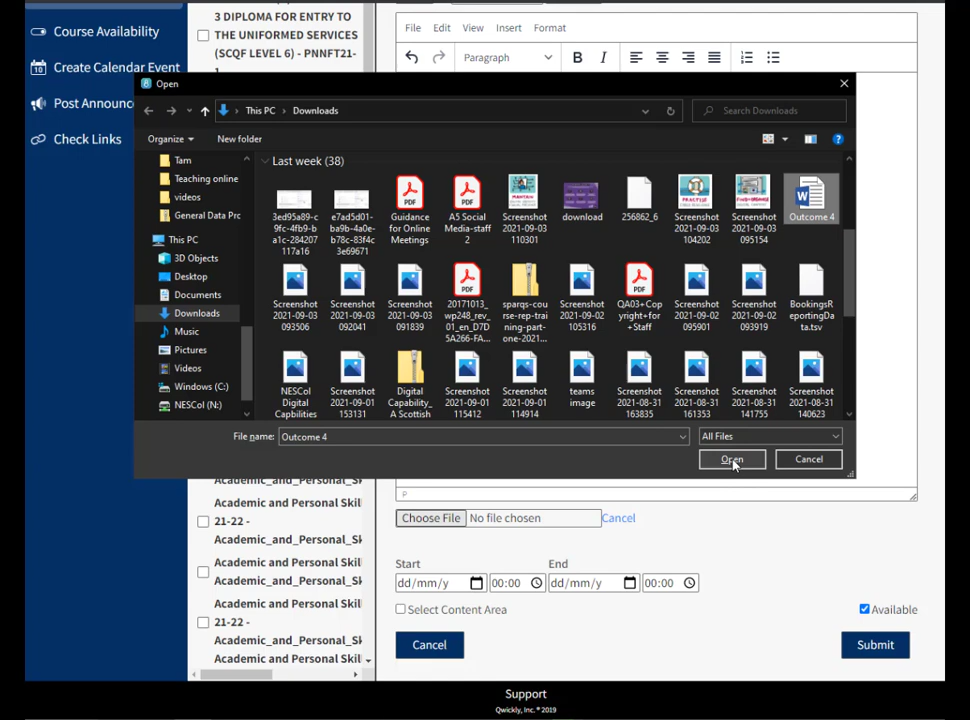 3 DIPLOMA FOR ENTRY TO
THE UNIFORMED SERVICES
(SCQF LEVEL 6) - PNNFT21-
Course Availability
Create Calendar Event
Post Announc
Check Links
File Edit View Insert Format
Paragraph
B I
Open
This PC > Downloads
Search Downloads
Organize
New folder
Tam
Teaching online
videos
General Data Pro
This PC
3D Objects
Desktop
Documents
Downloads
Music
Pictures
Videos
Windows (C:)
NESCol (N:)
Last week (38)
3ed95a89-c
9fc-4fb9-b
a1c-284207
117a16
e7ad5d01-
ba9b-4a0e-
b78c-83f4c
3e69671
Guidance
for Online
Meetings
A5 Social
Media-staff
2
Screenshot
2021-09-03
110301
download
256862_6
Screenshot
2021-09-03
104202
Screenshot
2021-09-03
095154
Outcome 4
Screenshot
2021-09-03
093506
Screenshot
2021-09-03
092041
Screenshot
2021-09-03
091839
20171013_
wp248_rev_
01_en_D7D
5A266-FA...
sparqs-cou
rse-rep-trai
ning-part-
one-2021...
Screenshot
2021-09-02
105316
QA03+Cop
yright+for
+Staff
Screenshot
2021-09-02
095901
Screenshot
2021-09-02
093919
BookingsR
eportingDa
ta.tsv
NESCol
Digital
Capbilities
Screenshot
2021-09-01
153131
Digital
Capability_
A Scottish
Screenshot
2021-09-01
115412
Screenshot
2021-09-01
114914
teams
image
Screenshot
2021-08-31
163835
Screenshot
2021-08-31
161353
Screenshot
2021-08-31
141755
Screenshot
2021-08-31
140623
File name: Outcome 4
All Files
Open
Cancel
Academic_and_Personal_Sk
Academic and Personal Skil
21-22 -
Academic_and_Personal_Sk
Academic and Personal Skil
Academic_and_Personal_Sk
Academic and Personal Skil
21-22 -
Academic_and_Personal_Sk
Academic and Personal Skil
P
Choose File No file chosen Cancel
Start End
dd/mm/y 00:00 dd/mm/y 00:00
Select Content Area
Available
Cancel
Submit
Support
Qwickly, Inc. © 2019